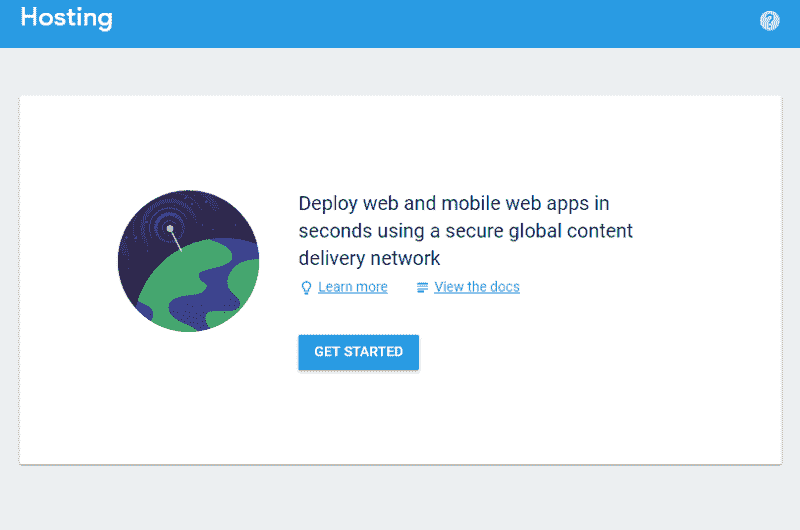 Hosting
Deploy web and mobile web apps in
seconds using a secure global content
delivery network
Learn more View the docs
GET STARTED